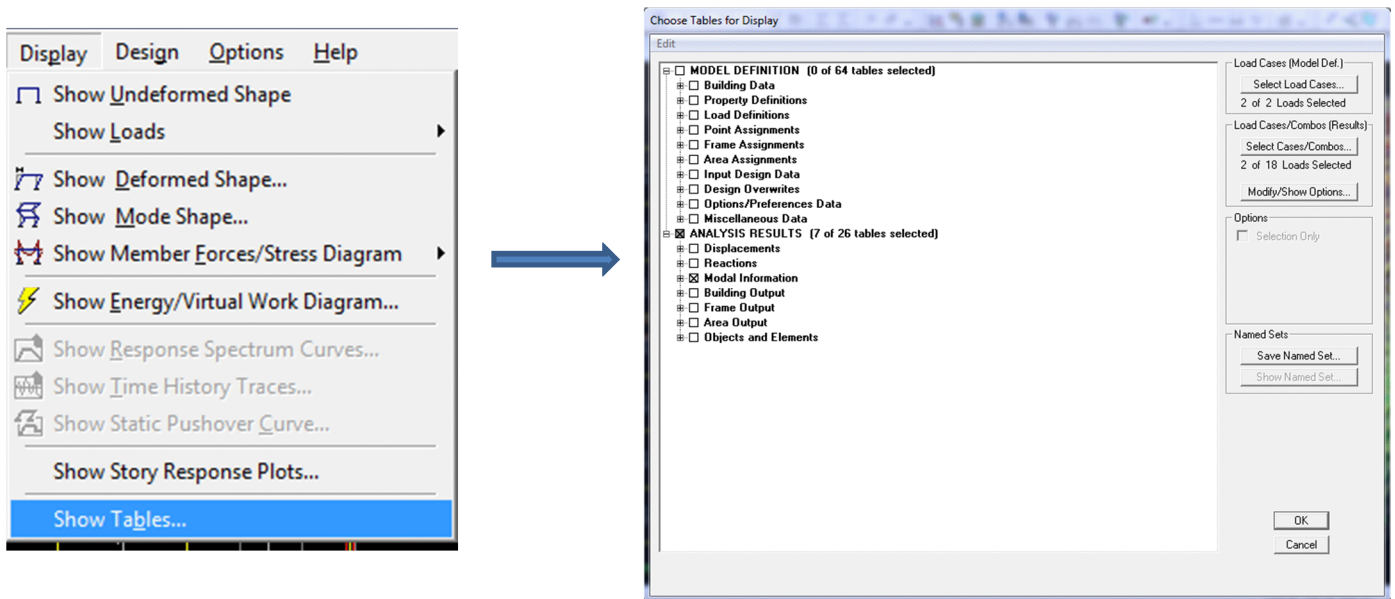 Display Design Options Help
Show Undeformed Shape
Show Loads
Show Deformed Shape...
Show Mode Shape...
Show Member Forces/Stress Diagram
Show Energy/Virtual Work Diagram...
Show Response Spectrum Curves...
Show Time History Traces...
Show Static Pushover Curve...
Show Story Response Plots...
Show Tables...
Choose Tables for Display
Edit
MODEL DEFINITION (0 of 64 tables selected)
Building Data
Property Definitions
Load Definitions
Point Assignments
Frame Assignments
Area Assignments
Input Design Data
Design Overwrites
Options/Preferences Data
Miscellaneous Data
ANALYSIS RESULTS (7 of 26 tables selected)
Displacements
Reactions
Modal Information
Building Output
Frame Output
Area Output
Objects and Elements
Load Cases (Model Def.)
Select Load Cases...
2 of 2 Loads Selected
Load Cases/Combos (Results)
Select Cases/Combos...
2 of 18 Loads Selected
Modify/Show Options...
Options
Selection Only
Named Sets
Save Named Set...
Show Named Set...
OK
Cancel